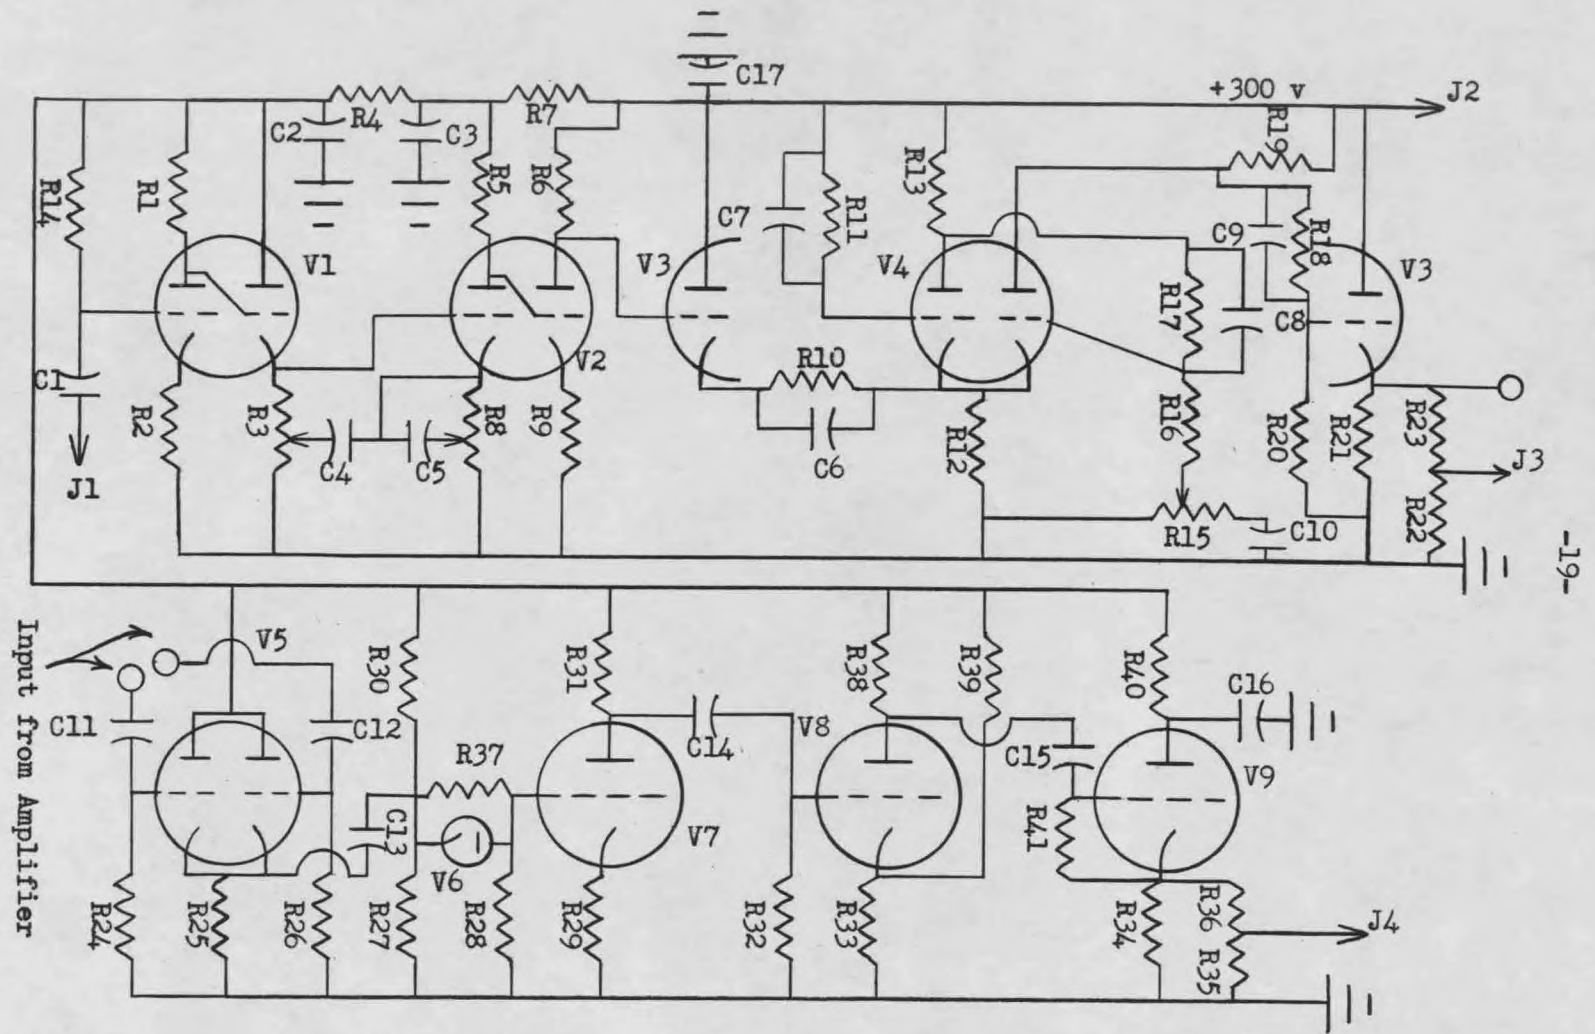 C17
+300 v
J2
R19
C2
R4
C3
R7
R14
R1
R5
R6
C7
R11
R13
C9
R18
V1
V2
V3
V4
R17
C8
V3
C1
R2
R3
C4
C5
R8
R9
R10
C6
R12
R16
R15
C10
R20
R21
R23
R22
J3
J1
-19-
Input from Amplifier
V5
C11
C12
R30
R31
R38
R39
R40
C16
R37
C13
V6
V7
C14
V8
C15
V9
R41
R24
R25
R26
R27
R28
R29
R32
R33
R34
R36
R35
J4